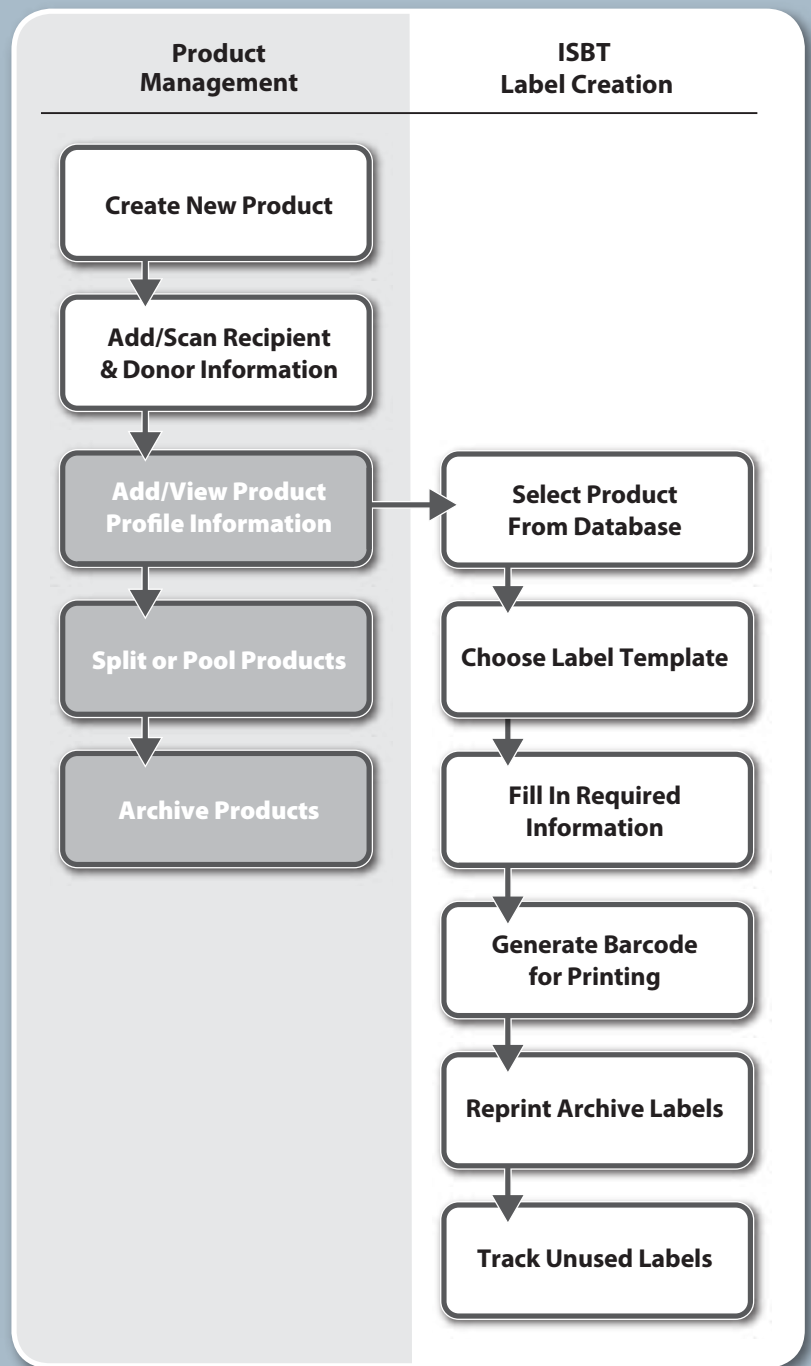 Product
Management
ISBT
Label Creation
Create New Product
Add/Scan Recipient
& Donor Information
Add/View Product
Profile Information
Split or Pool Products
Archive Products
Select Product
From Database
Choose Label Template
Fill In Required
Information
Generate Barcode
for Printing
Reprint Archive Labels
Track Unused Labels